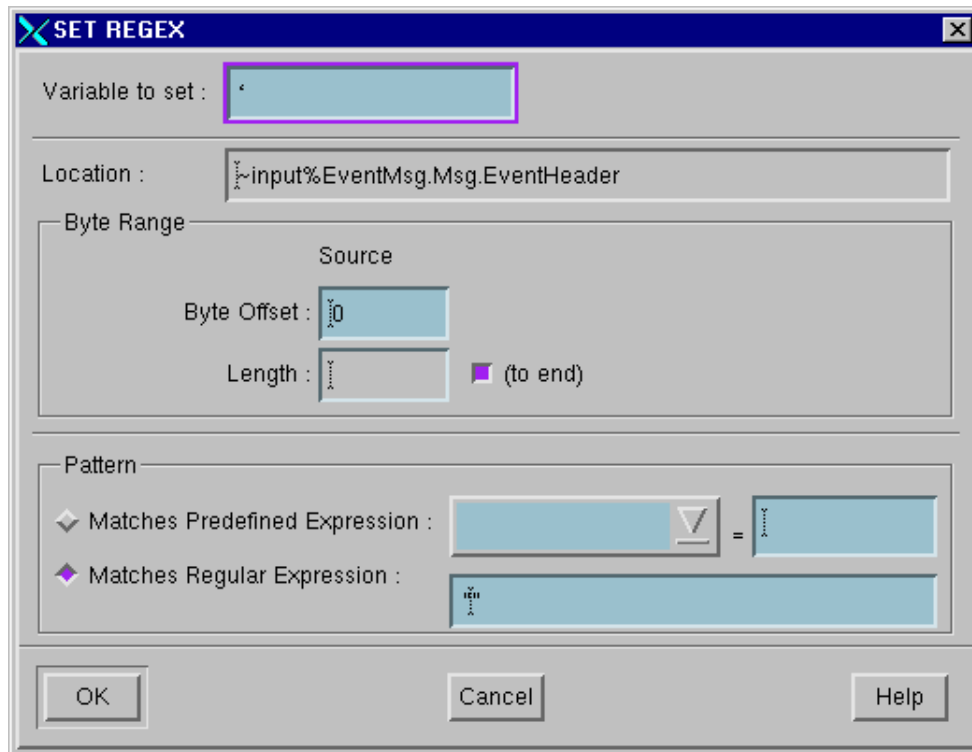 SET REGEX
Variable to set :
Location : ~input%EventMsg.Msg.EventHeader
Byte Range
Source
Byte Offset : 0
Length : (to end)
Pattern
Matches Predefined Expression : =
Matches Regular Expression : ""
OK Cancel Help